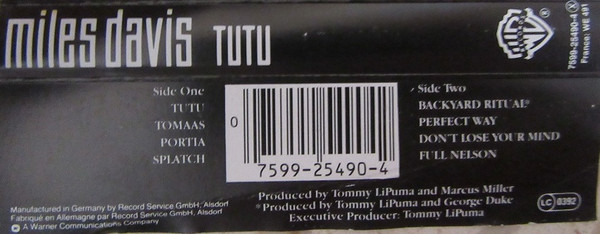 miles davis TUTU
WB
RECORDS
7599-25490-4 X
France: WE 491
Side One
TUTU
TOMAAS
PORTIA
SPLATCH
0
7599-25490-4
Side Two
BACKYARD RITUAL*
PERFECT WAY
DON'T LOSE YOUR MIND
FULL NELSON
Produced by Tommy LiPuma and Marcus Miller
*Produced by Tommy LiPuma and George Duke
Executive Producer: Tommy LiPuma
Manufactured in Germany by Record Service GmbH, Alsdorf
Fabriqué en Allemagne par Record Service GmbH, Alsdorf
A Warner Communications Company
LC 0392